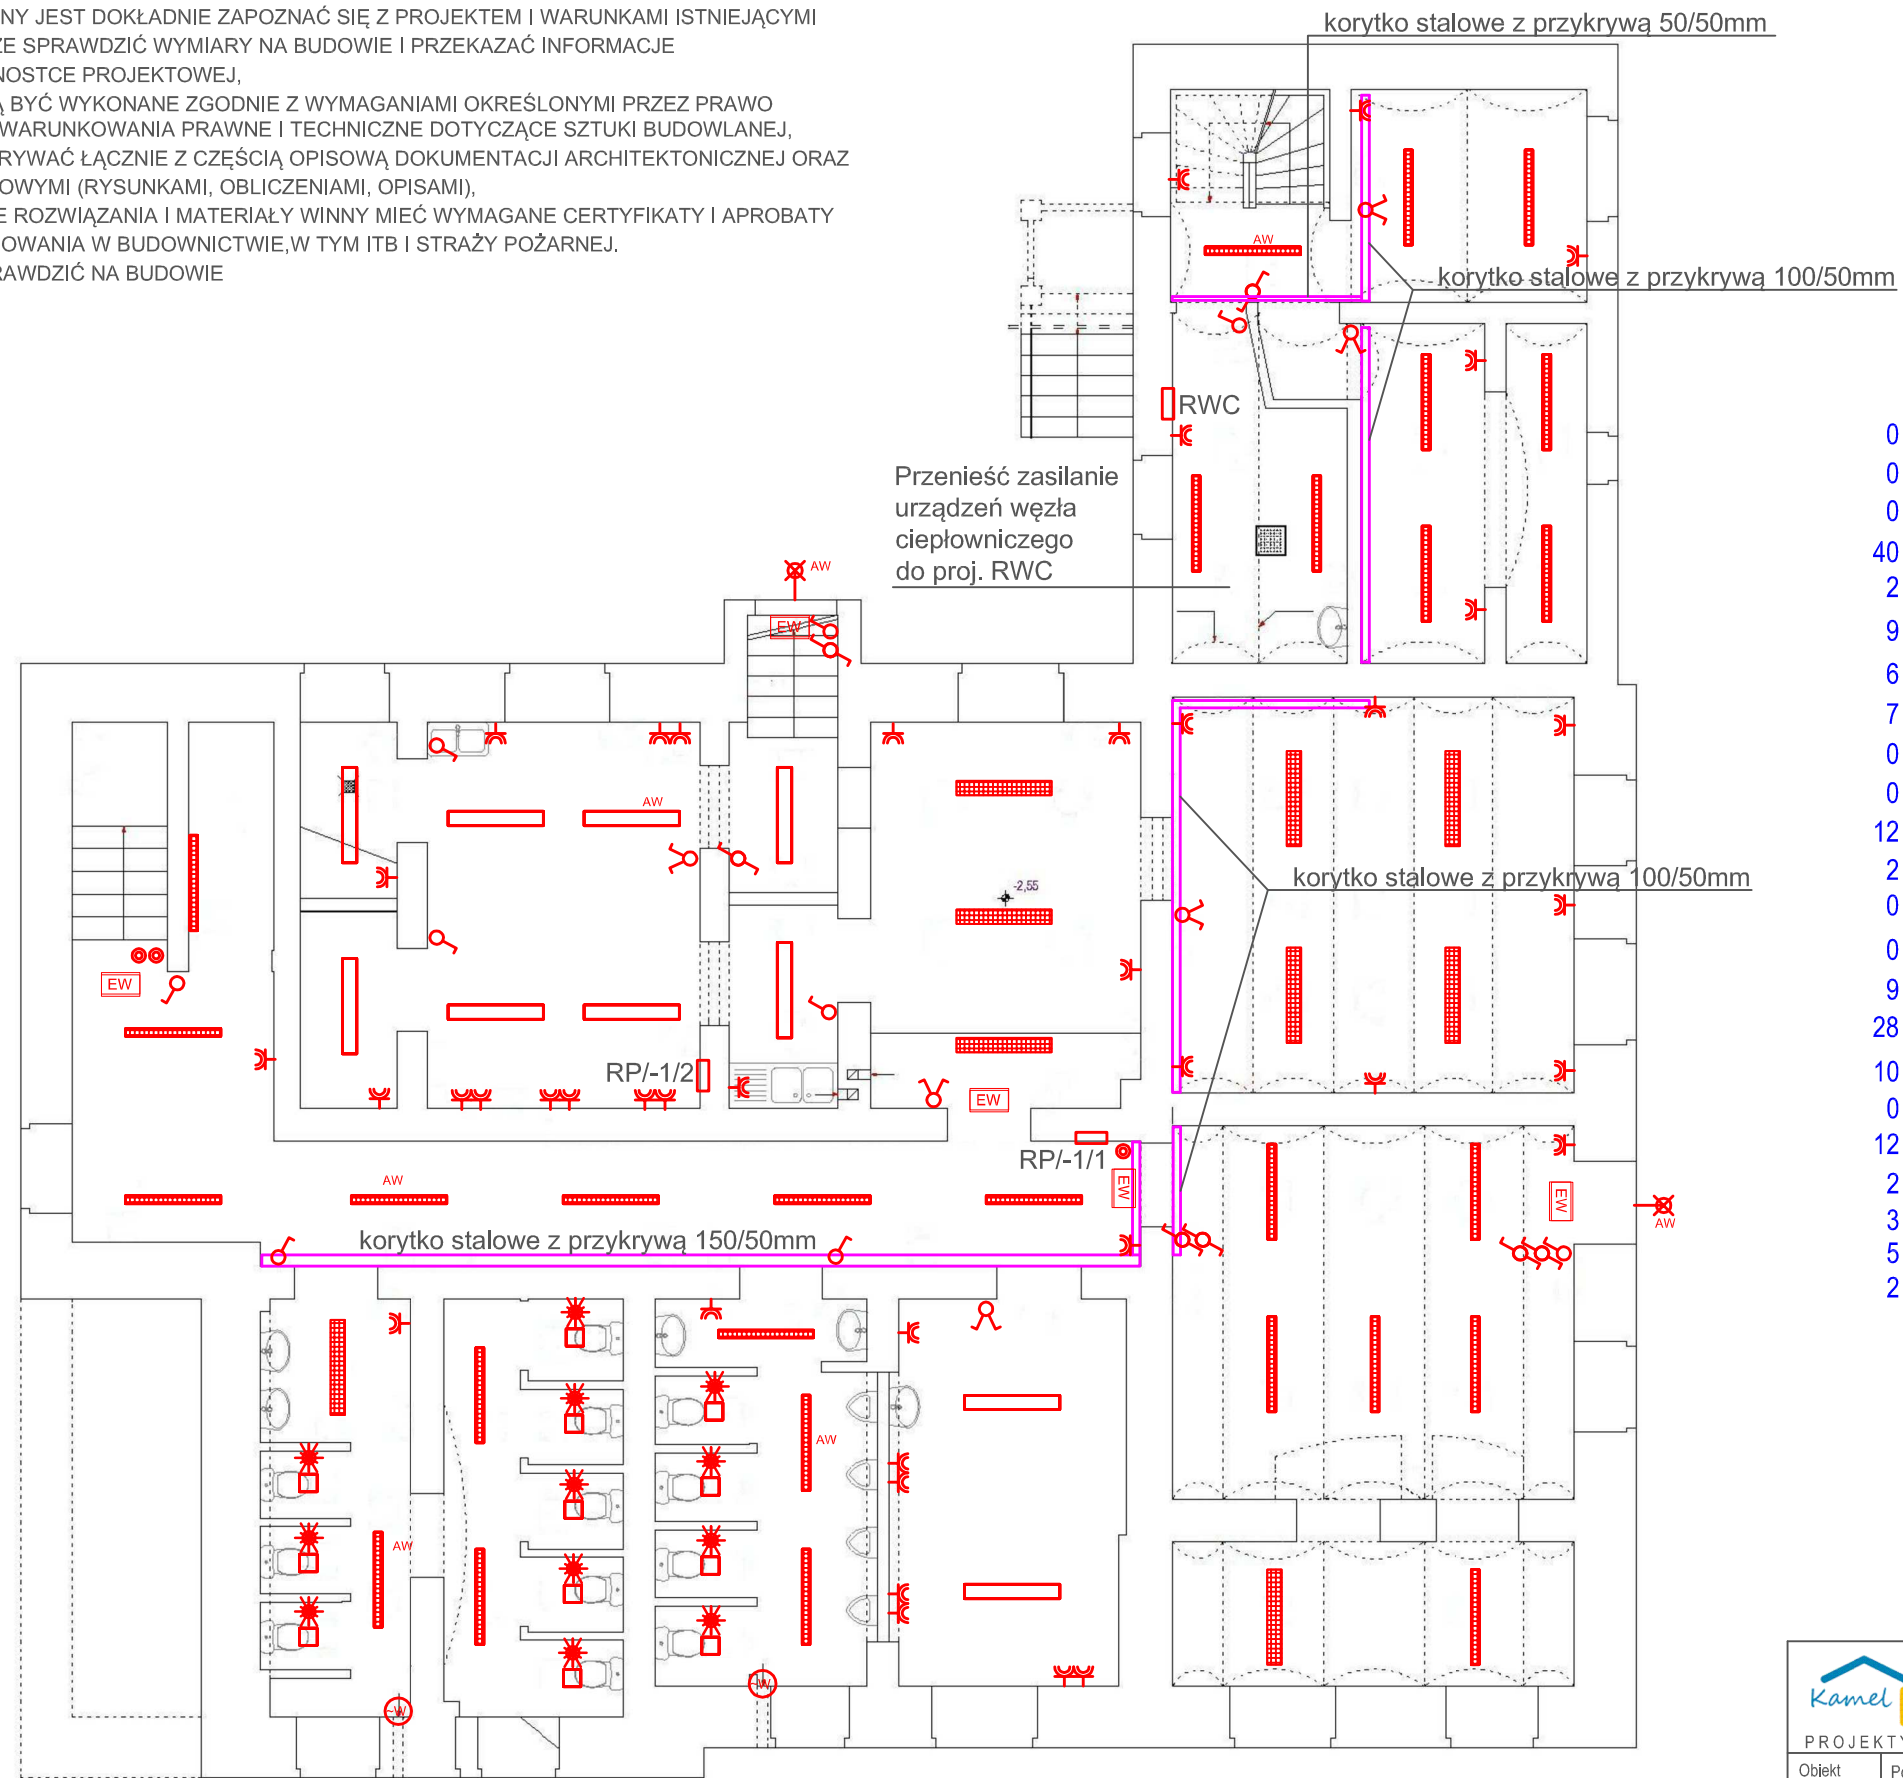 NY JEST DOKŁADNIE ZAPOZNAĆ SIĘ Z PROJEKTEM I WARUNKAMI ISTNIEJĄCYMI
ZE SPRAWDZIĆ WYMIARY NA BUDOWIE I PRZEKAZAĆ INFORMACJE
NOSTCE PROJEKTOWEJ,
Ą BYĆ WYKONANE ZGODNIE Z WYMAGANIAMI OKREŚLONYMI PRZEZ PRAWO
WARUNKOWANIA PRAWNE I TECHNICZNE DOTYCZĄCE SZTUKI BUDOWLANEJ,
RYWAĆ ŁĄCZNIE Z CZĘŚCIĄ OPISOWĄ DOKUMENTACJI ARCHITEKTONICZNEJ ORAZ
OWYMI (RYSUNKAMI, OBLICZENIAMI, OPISAMI),
E ROZWIĄZANIA I MATERIAŁY WINNY MIEĆ WYMAGANE CERTYFIKATY I APROBATY
OWANIA W BUDOWNICTWIE,W TYM ITB I STRAŻY POŻARNEJ.
RAWDZIĆ NA BUDOWIE
korytko stalowe z przykrywą 50/50mm
AW
korytko stalowe z przykrywą 100/50mm
RWC
Przenieść zasilanie
urządzeń węzła
ciepłowniczego
do proj. RWC
AW
EW
AW
-2,55
korytko stalowe z przykrywą 100/50mm
EW
RP/-1/2
EW
RP/-1/1
EW
EW
AW
AW
korytko stalowe z przykrywą 150/50mm
AW
AW
~W
~W
0
0
0
40
2
9
6
7
0
0
12
2
0
0
9
28
10
0
12
2
3
5
2
Kamel
PROJEKTY
Obiekt